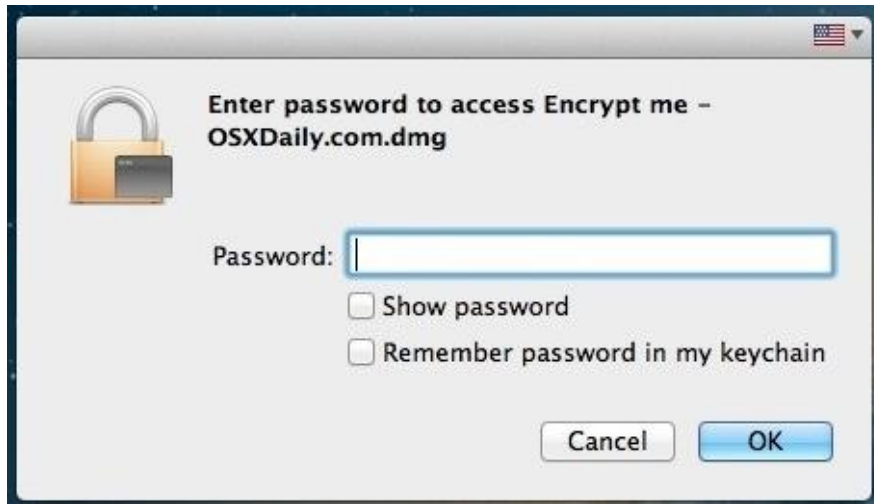 Enter password to access Encrypt me –
OSXDaily.com.dmg
Password:
Show password
Remember password in my keychain
Cancel
OK